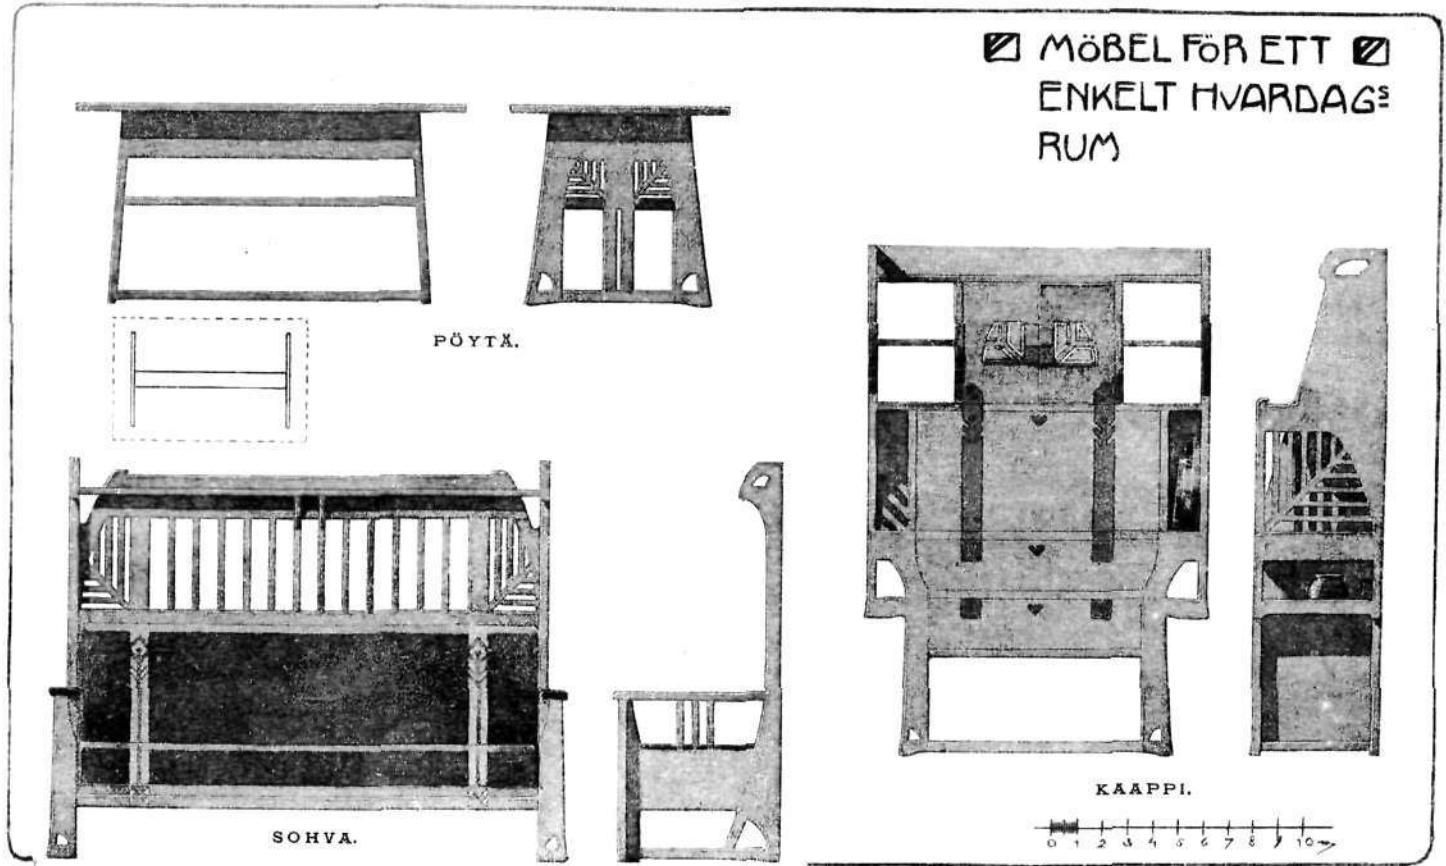 MÖBEL FÖR ETT
ENKELT HVARDAGS=
RUM
PÖYTÄ.
SOHVA.
KAAPPI.
0 1 2 3 4 5 6 7 8 9 10